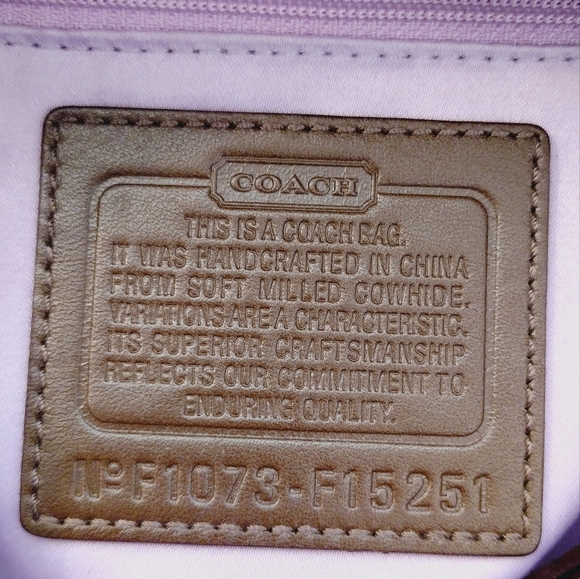 COACH
THIS IS A COACH BAG.
IT WAS HANDCRAFTED IN CHINA
FROM SOFT MILLED COWHIDE.
VARIATIONS ARE A CHARACTERISTIC.
ITS SUPERIOR CRAFTSMANSHIP
REFLECTS OUR COMMITMENT TO
ENDURING QUALITY.
Nº F1073-F15251